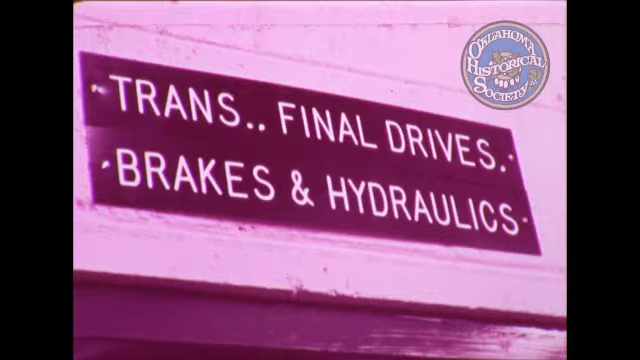 TRANS.. FINAL DRIVES.
BRAKES & HYDRAULICS
OKLAHOMA
HISTORICAL
SOCIETY